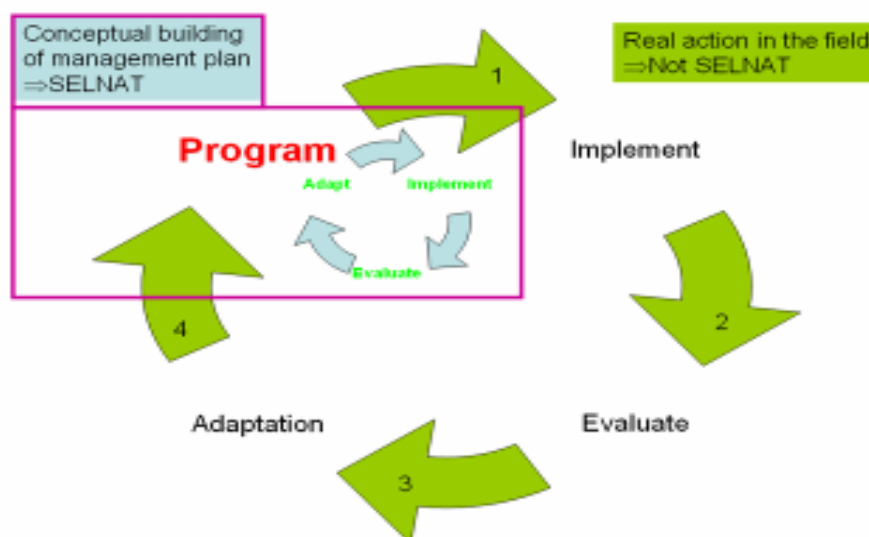 Conceptual building
of management plan
⇒SELNAT
Real action in the field
⇒Not SELNAT
1
Program
Implement
Adapt
Implement
Evaluate
2
4
Adaptation
Evaluate
3